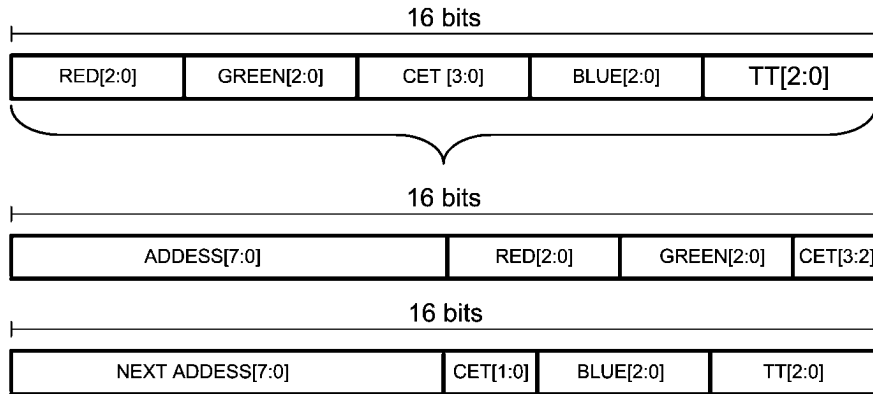 16 bits
RED[2:0] GREEN[2:0] CET [3:0] BLUE[2:0] TT[2:0]
16 bits
ADDESS[7:0] RED[2:0] GREEN[2:0] CET[3:2]
16 bits
NEXT ADDESS[7:0] CET[1:0] BLUE[2:0] TT[2:0]